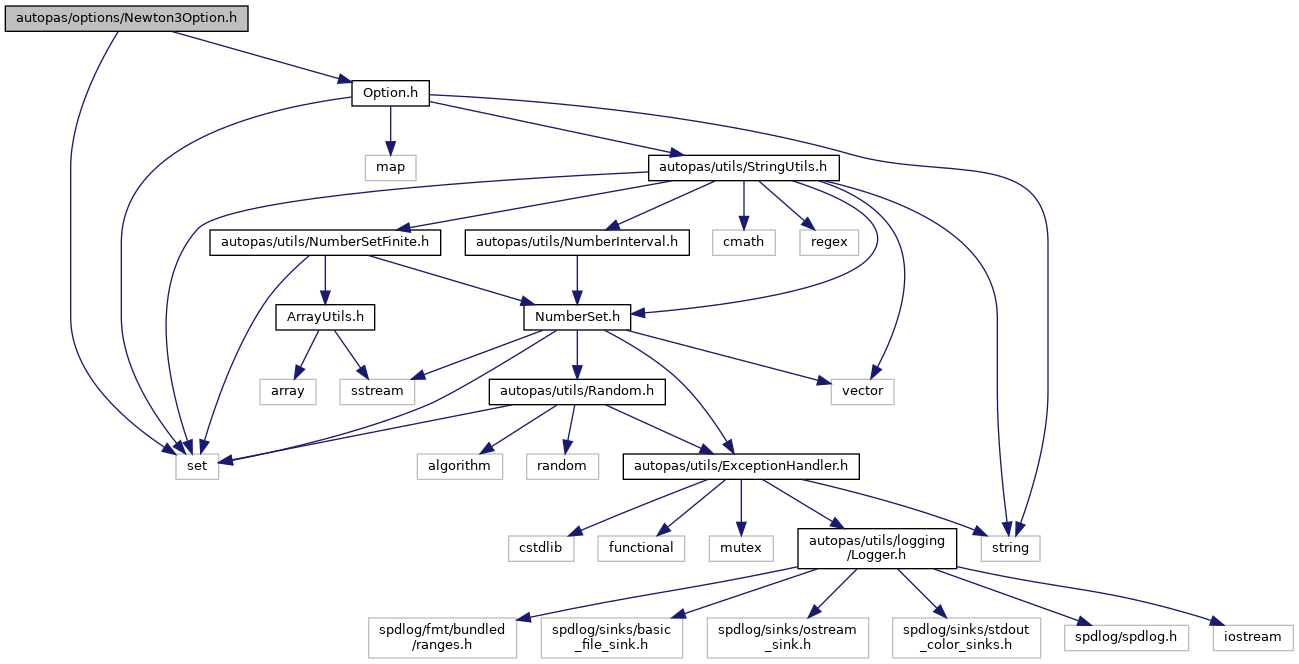 autopas/options/Newton3Option.h
Option.h
map
autopas/utils/StringUtils.h
autopas/utils/NumberSetFinite.h
autopas/utils/NumberInterval.h
cmath
regex
ArrayUtils.h
NumberSet.h
array
sstream
autopas/utils/Random.h
vector
set
algorithm
random
autopas/utils/ExceptionHandler.h
cstdlib
functional
mutex
autopas/utils/logging
/Logger.h
string
spdlog/fmt/bundled
/ranges.h
spdlog/sinks/basic
_file_sink.h
spdlog/sinks/ostream
_sink.h
spdlog/sinks/stdout
_color_sinks.h
spdlog/spdlog.h
iostream